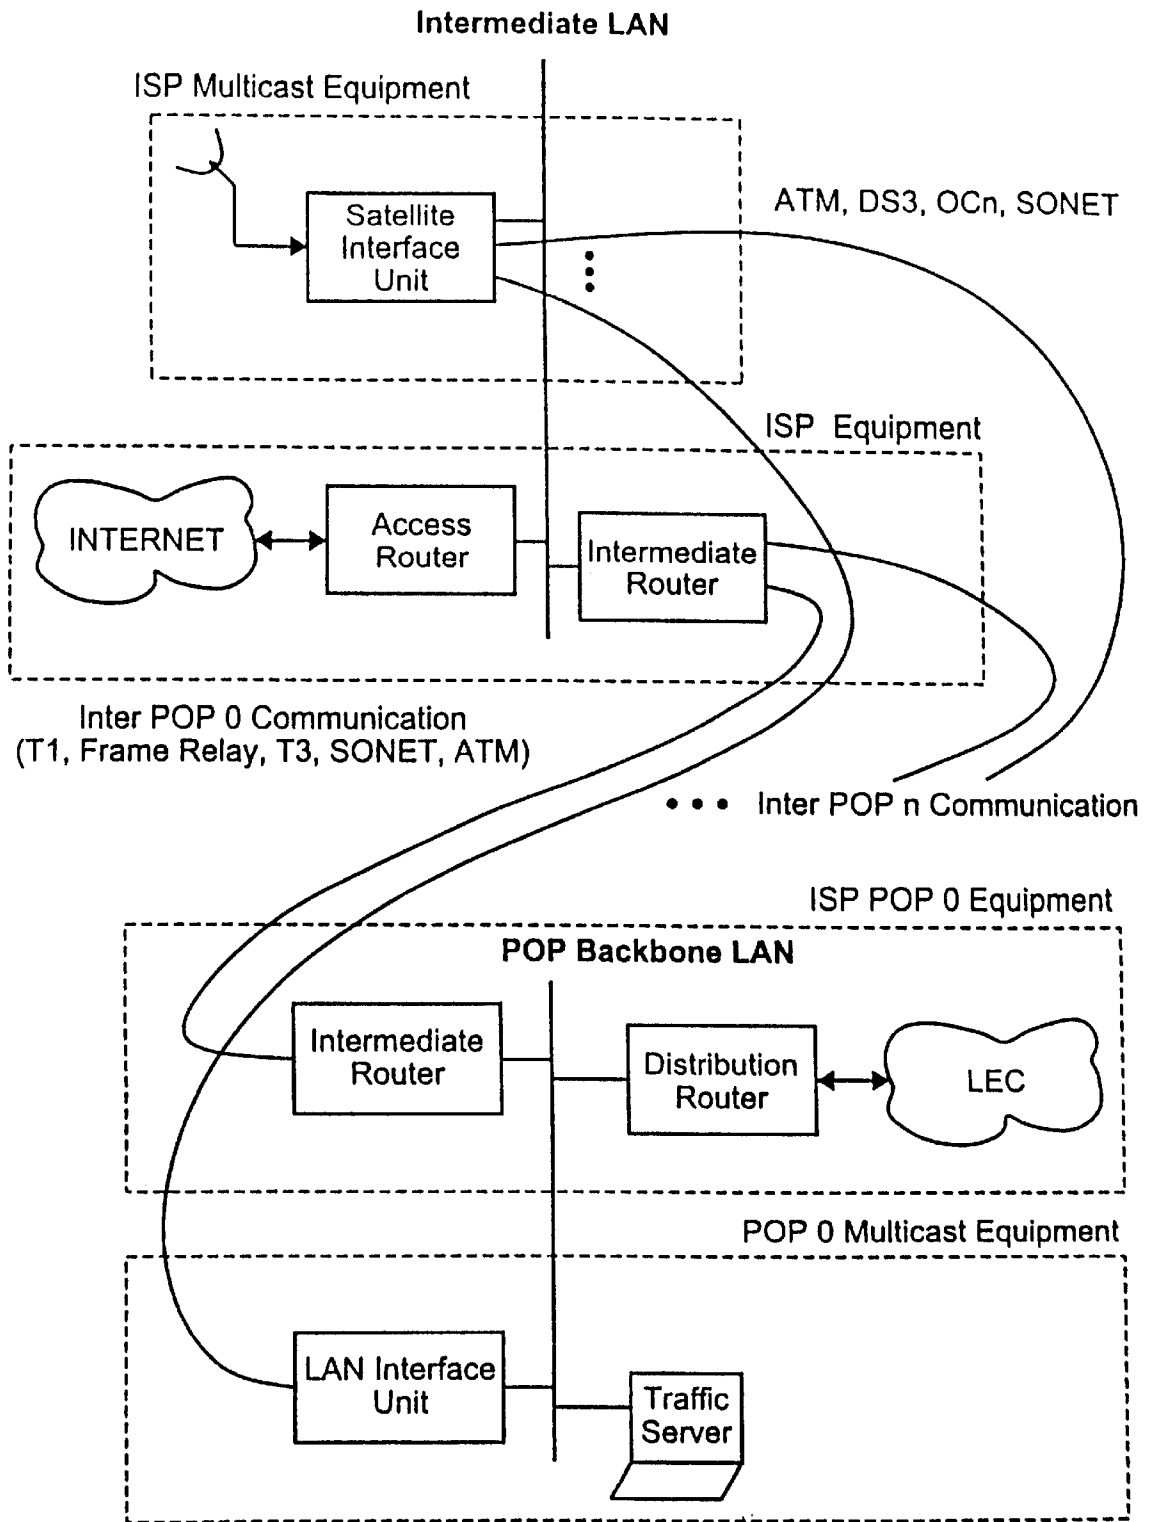 Intermediate LAN
ISP Multicast Equipment
Satellite
Interface
Unit
ATM, DS3, OCn, SONET
ISP Equipment
INTERNET
Access
Router
Intermediate
Router
Inter POP 0 Communication
(T1, Frame Relay, T3, SONET, ATM)
Inter POP n Communication
ISP POP 0 Equipment
POP Backbone LAN
Intermediate
Router
Distribution
Router
LEC
POP 0 Multicast Equipment
LAN Interface
Unit
Traffic
Server